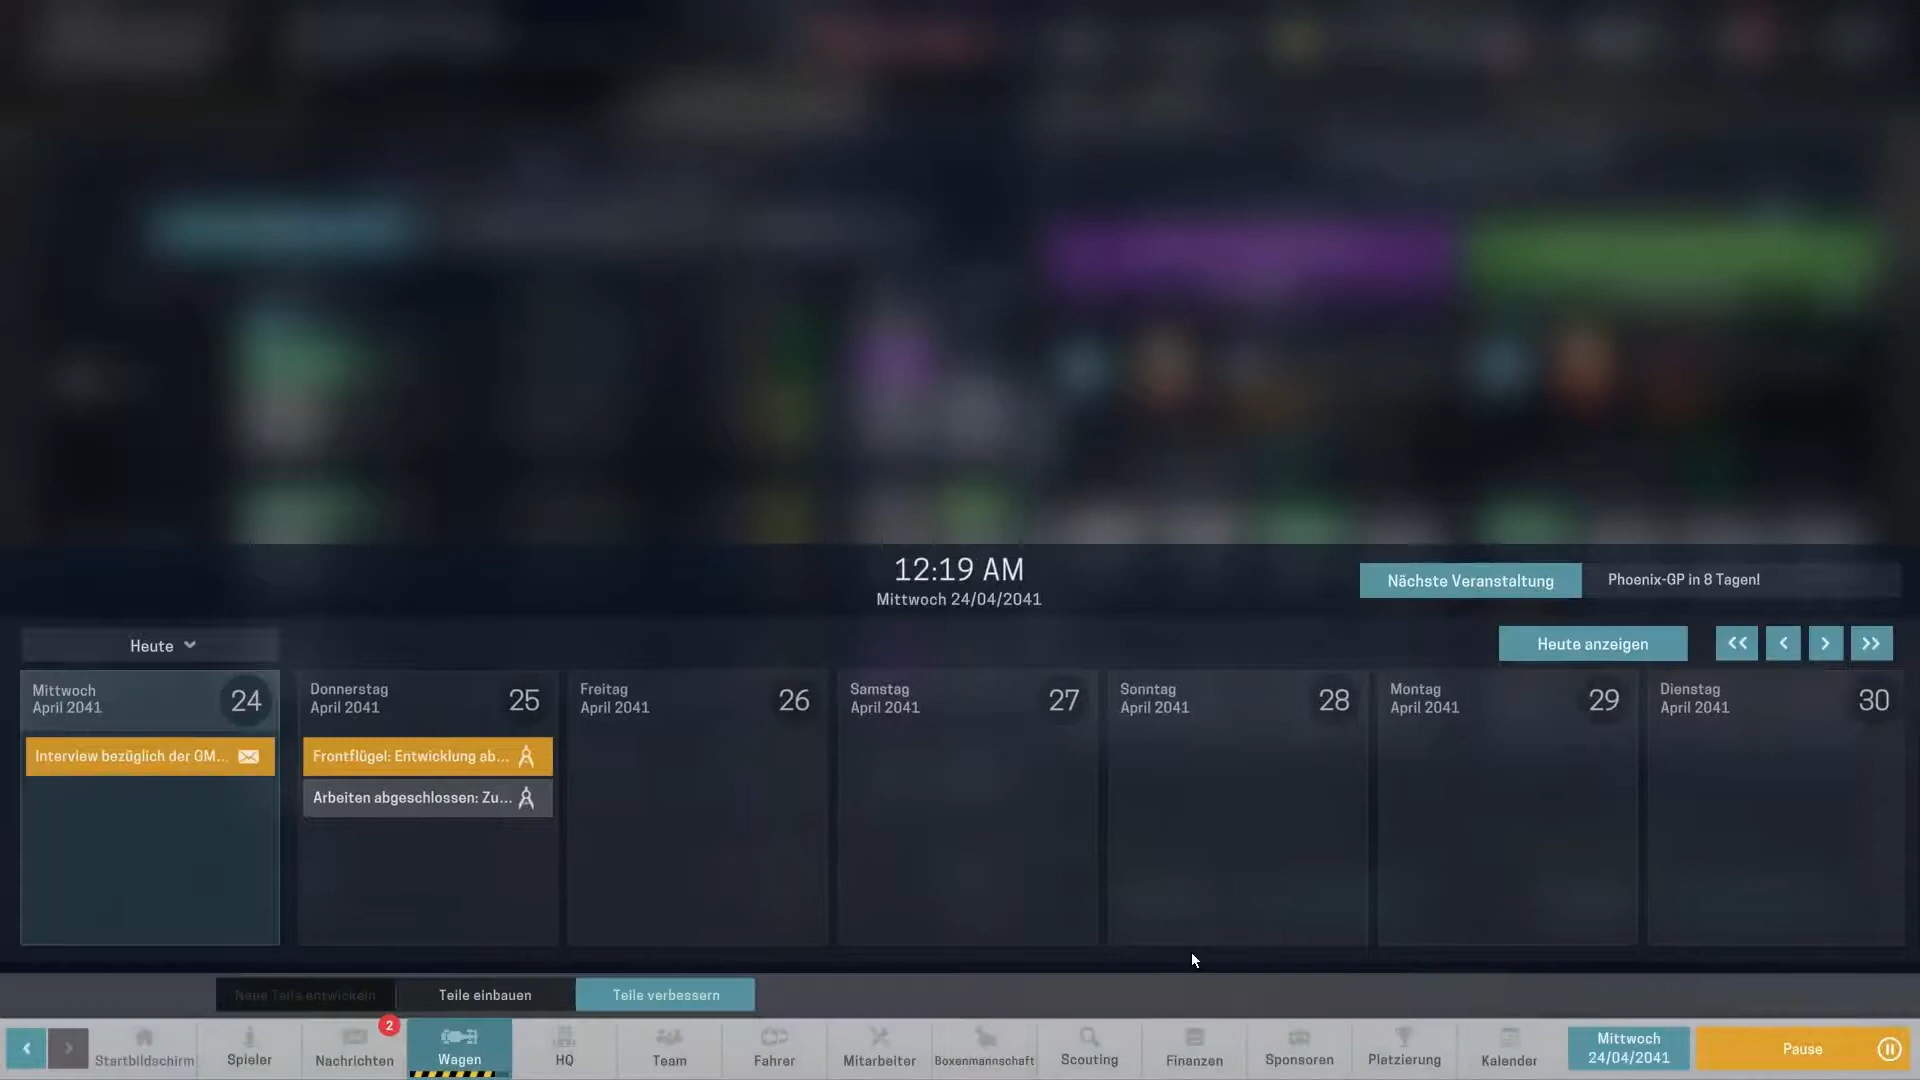 12:19 AM
Mittwoch 24/04/2041
Nächste Veranstaltung
Phoenix-GP in 8 Tagen!
Heute
Heute anzeigen
Mittwoch
April 2041
24
Donnerstag
April 2041
25
Freitag
April 2041
26
Samstag
April 2041
27
Sonntag
April 2041
28
Montag
April 2041
29
Dienstag
April 2041
30
Interview bezüglich der GM...
Frontflügel: Entwicklung ab...
Arbeiten abgeschlossen: Zu...
Neue Teile entwickeln
Teile einbauen
Teile verbessern
Startbildschirm
Spieler
2
Nachrichten
Wagen
HQ
Team
Fahrer
Mitarbeiter
Boxenmannschaft
Scouting
Finanzen
Sponsoren
Platzierung
Kalender
Mittwoch
24/04/2041
Pause